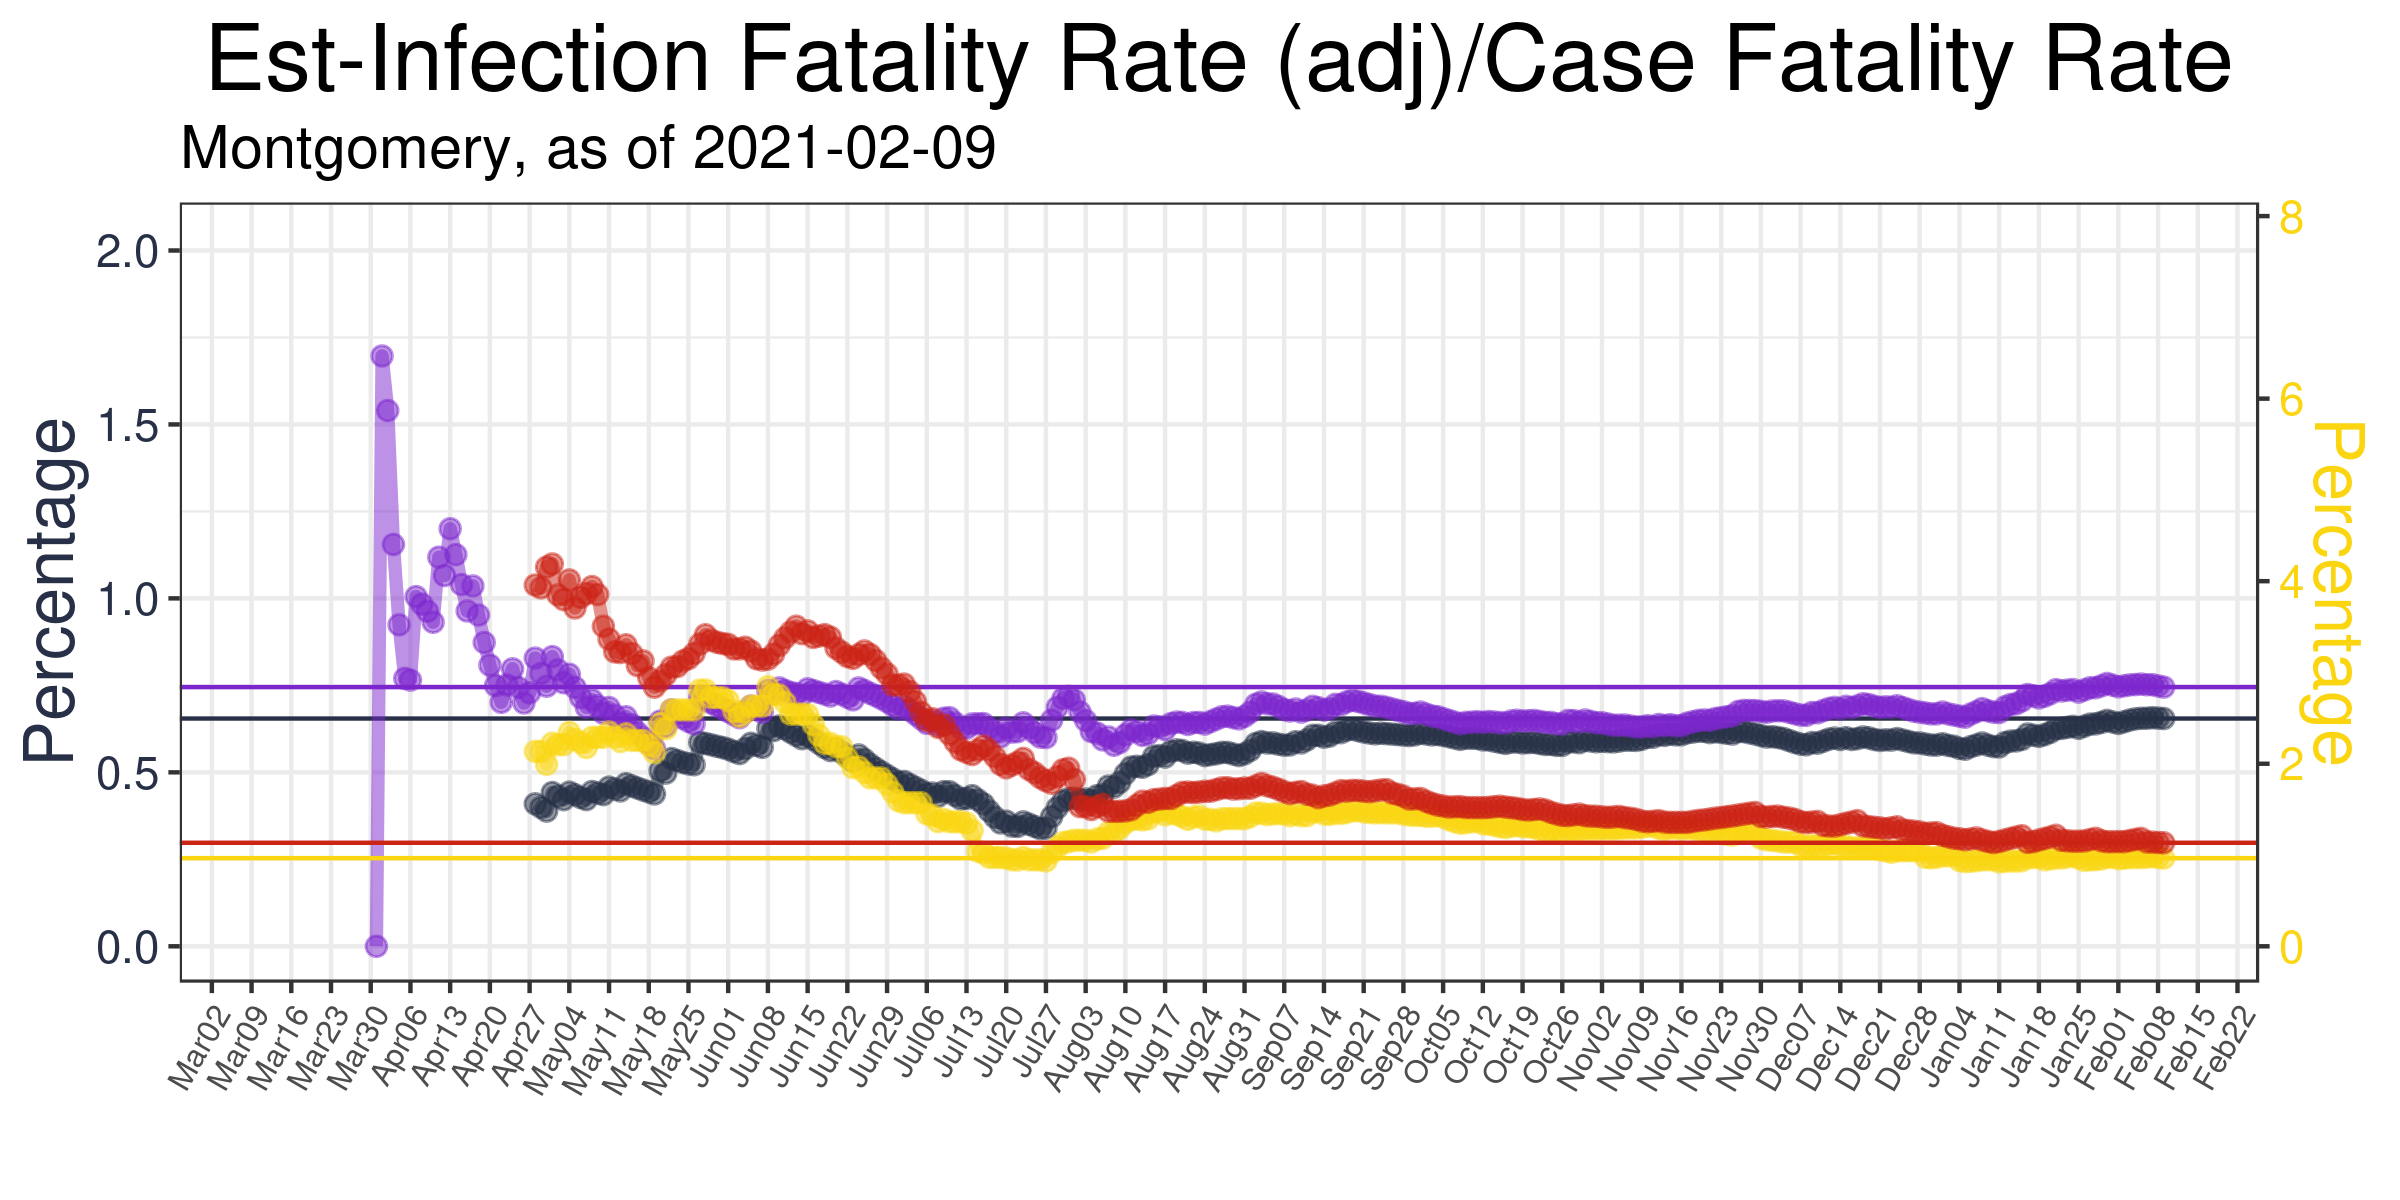 Est-Infection Fatality Rate (adj)/Case Fatality Rate
Montgomery, as of 2021-02-09
Percentage
2.0
1.5
1.0
0.5
0.0
8
6
4
2
0
Percentage
Mar02 Mar09 Mar16 Mar23 Mar30 Apr06 Apr13 Apr20 Apr27 May04 May11 May18 May25 Jun01 Jun08 Jun15 Jun22 Jun29 Jul06 Jul13 Jul20 Jul27 Aug03 Aug10 Aug17 Aug24 Aug31 Sep07 Sep14 Sep21 Sep28 Oct05 Oct12 Oct19 Oct26 Nov02 Nov09 Nov16 Nov23 Nov30 Dec07 Dec14 Dec21 Dec28 Jan04 Jan11 Jan18 Jan25 Feb01 Feb08 Feb15 Feb22